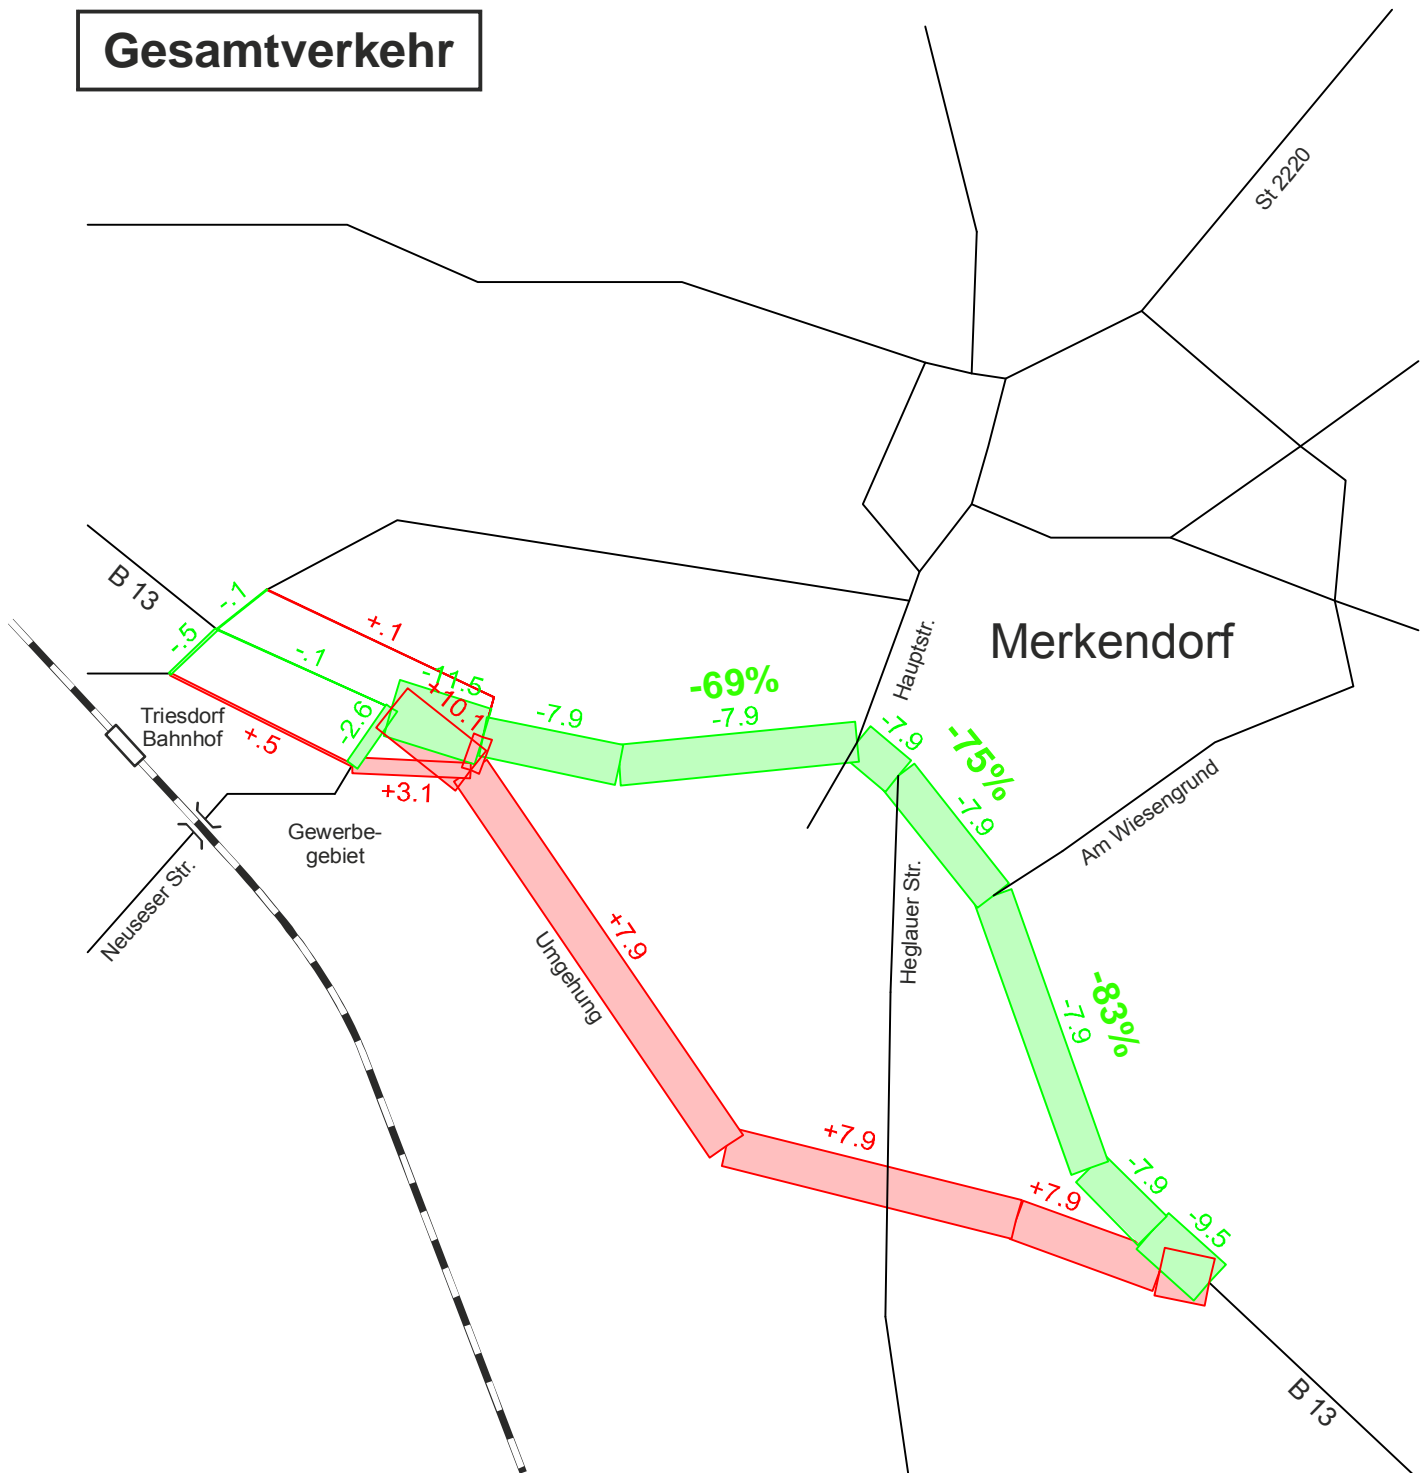 Gesamtverkehr
St 2220
B 13
-.1
-.5
+.1
-.1
-11.5
+10.1
-2.6
Triesdorf
Bahnhof
+.5
+3.1
Gewerbe-
gebiet
Neuseser Str.
-7.9
-69%
-7.9
Hauptstr.
Merkendorf
-7.9
-75%
-7.9
Am Wiesengrund
Heglauer Str.
Umgehung
+7.9
-83%
-7.9
+7.9
+7.9
-7.9
-9.5
B 13